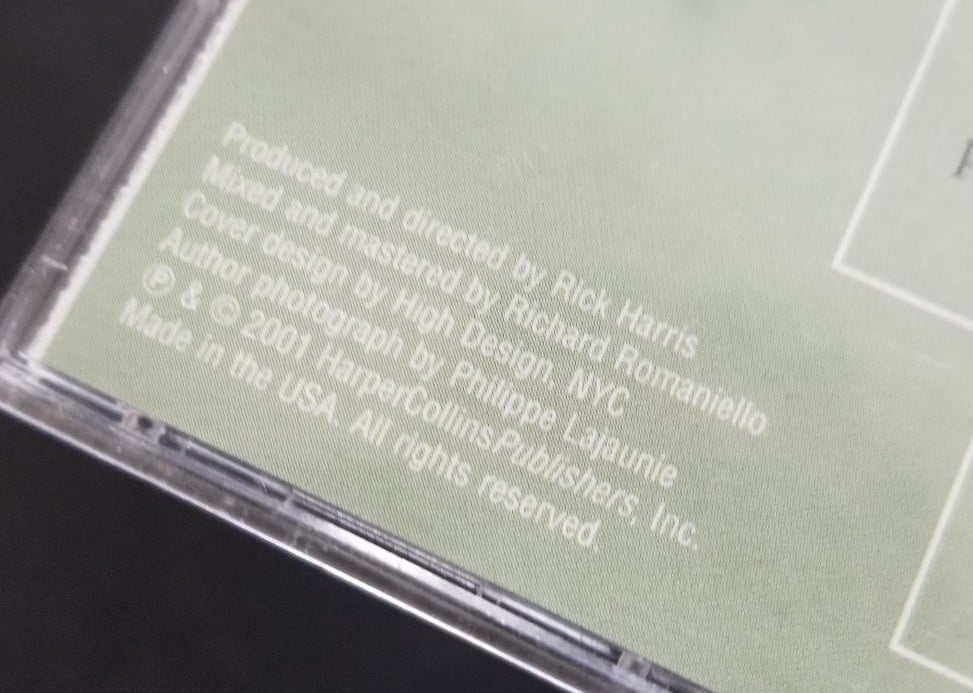 Produced and directed by Rick Harris
Mixed and mastered by Richard Romaniello
Cover design by High Design, NYC
Author photograph by Philippe Lajaunie
℗ & © 2001 HarperCollinsPublishers, Inc.
Made in the USA. All rights reserved.